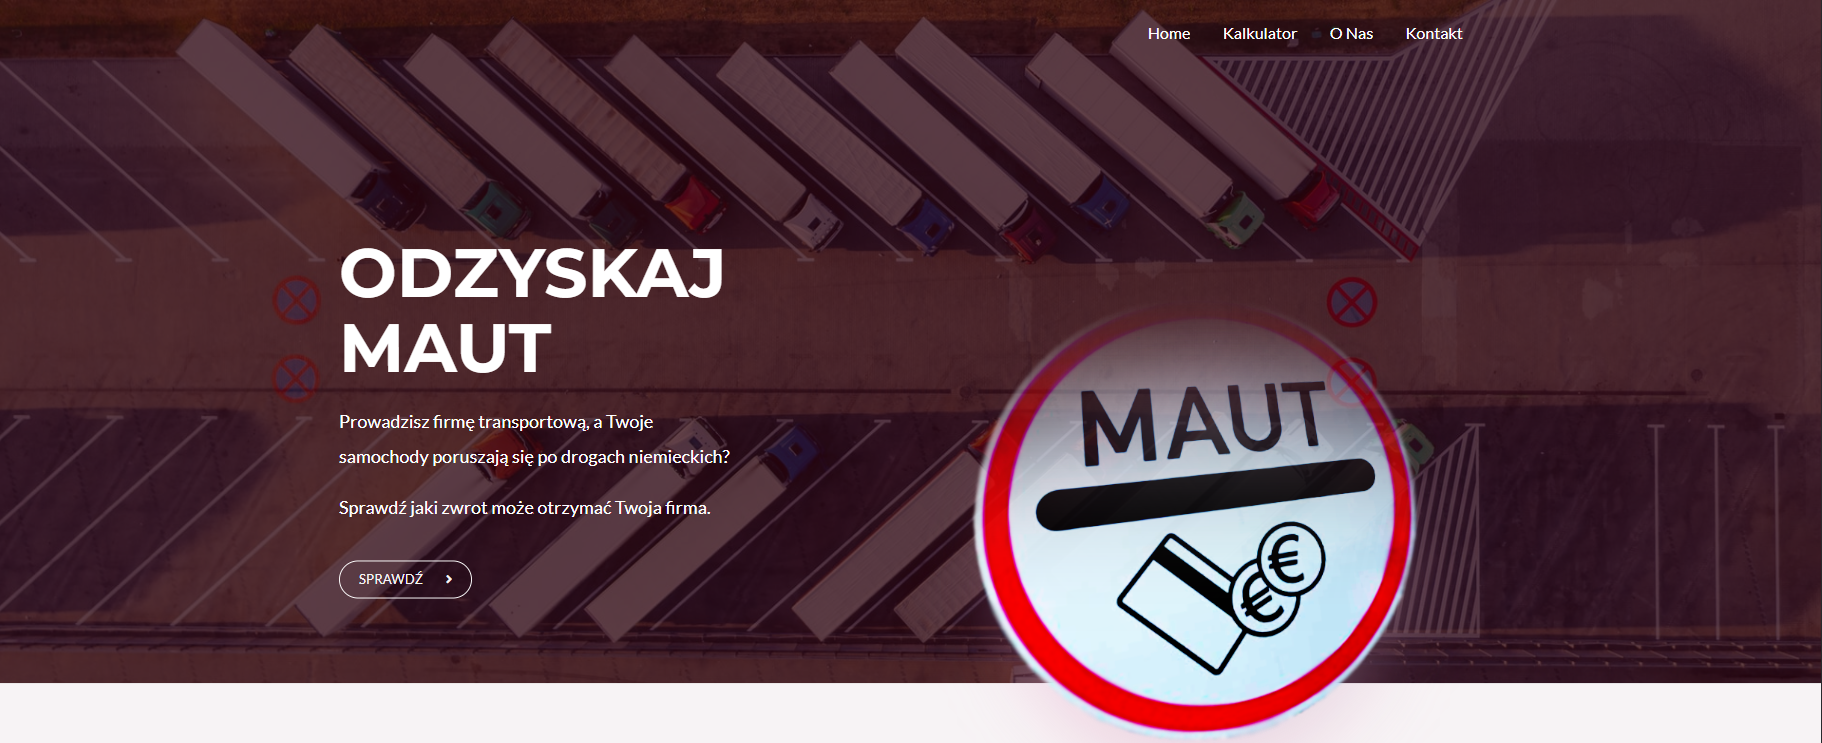 Home Kalkulator O Nas Kontakt
ODZYSKAJ
MAUT
Prowadzisz firmę transportową, a Twoje
samochody poruszają się po drogach niemieckich?
Sprawdź jaki zwrot może otrzymać Twoja firma.
SPRAWDŹ
MAUT
€
€